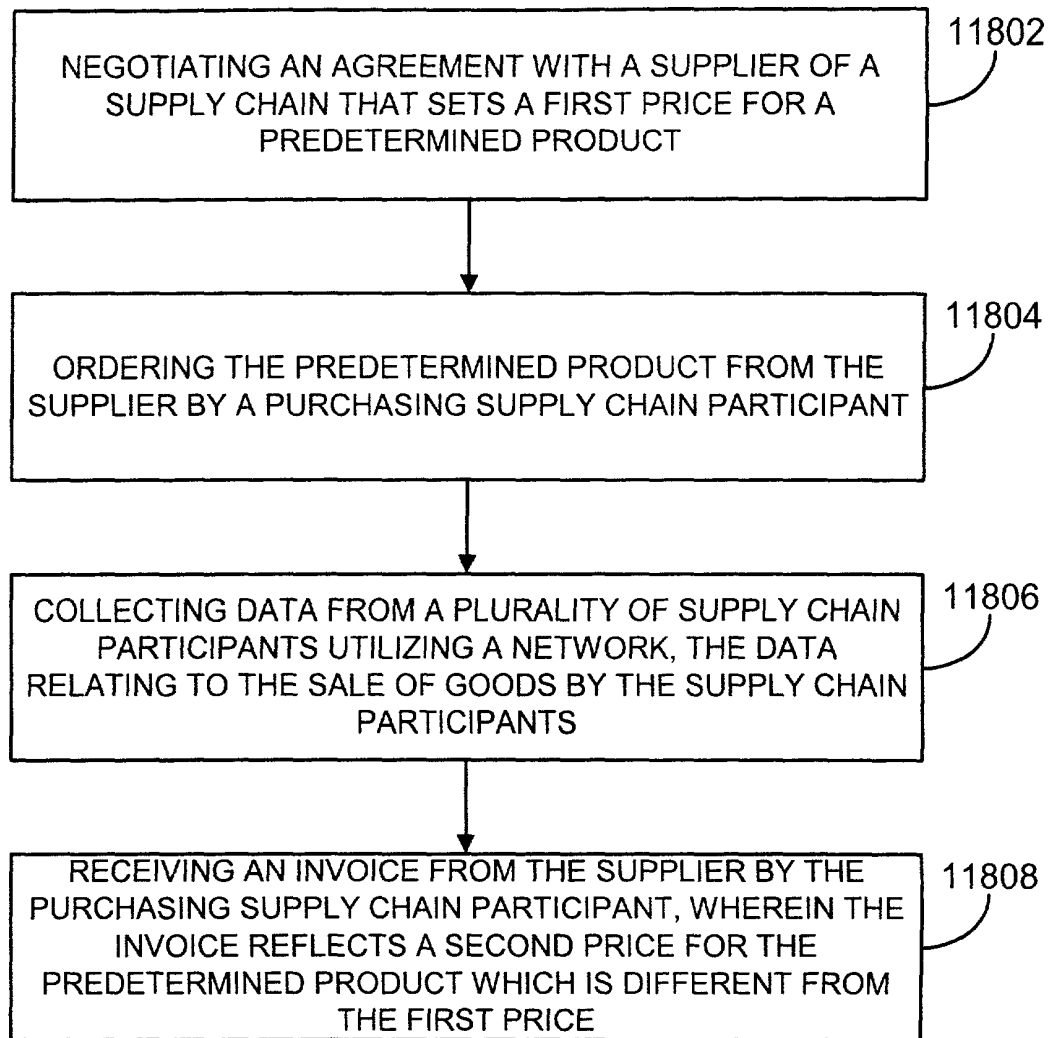 11802
NEGOTIATING AN AGREEMENT WITH A SUPPLIER OF A
SUPPLY CHAIN THAT SETS A FIRST PRICE FOR A
PREDETERMINED PRODUCT
11804
ORDERING THE PREDETERMINED PRODUCT FROM THE
SUPPLIER BY A PURCHASING SUPPLY CHAIN PARTICIPANT
11806
COLLECTING DATA FROM A PLURALITY OF SUPPLY CHAIN
PARTICIPANTS UTILIZING A NETWORK, THE DATA
RELATING TO THE SALE OF GOODS BY THE SUPPLY CHAIN
PARTICIPANTS
11808
RECEIVING AN INVOICE FROM THE SUPPLIER BY THE
PURCHASING SUPPLY CHAIN PARTICIPANT, WHEREIN THE
INVOICE REFLECTS A SECOND PRICE FOR THE
PREDETERMINED PRODUCT WHICH IS DIFFERENT FROM
THE FIRST PRICE